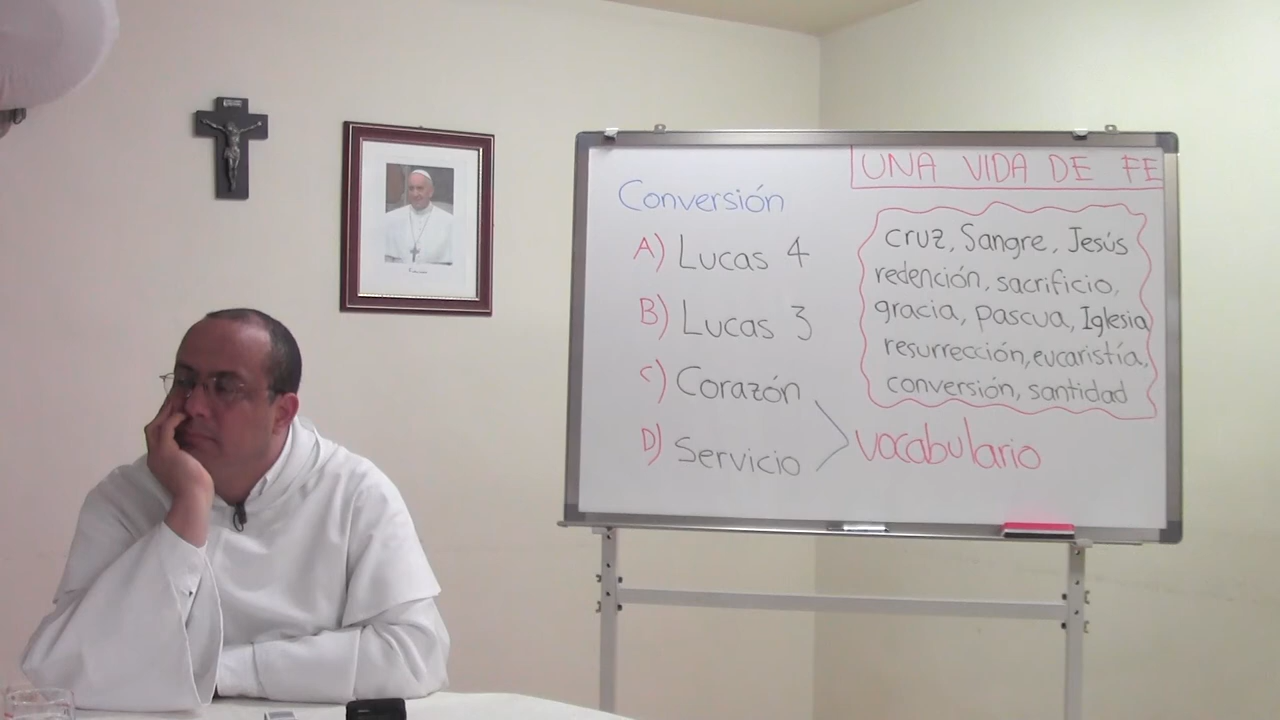 Conversión
A) Lucas 4
B) Lucas 3
C) Corazón
D) Servicio
vocabulario
UNA VIDA DE FE
cruz, Sangre, Jesús
redención, sacrificio,
gracia, pascua, Iglesia
resurrección, eucaristía,
conversión, santidad